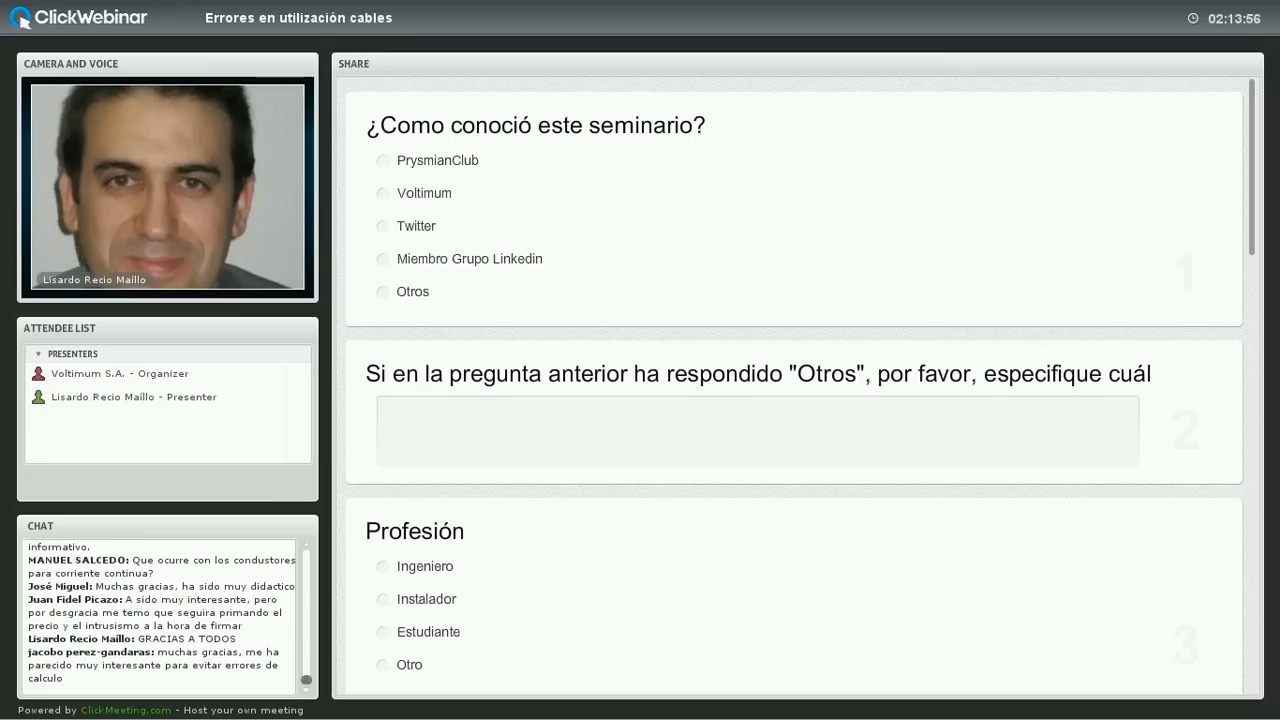 ClickWebinar
Errores en utilización cables
02:13:56
CAMERA AND VOICE
Lisardo Recio Maíllo
ATTENDEE LIST
PRESENTERS
Voltimum S.A. - Organizer
Lisardo Recio Maíllo - Presenter
CHAT
informativo.
MANUEL SALCEDO: Que ocurre con los condustores
para corriente continua?
José Miguel: Muchas gracias, ha sido muy didactico
Juan Fidel Picazo: A sido muy interesante, pero
por desgracia me temo que seguira primando el
precio y el intrusismo a la hora de firmar
Lisardo Recio Maíllo: GRACIAS A TODOS
jacobo perez-gandaras: muchas gracias, me ha
parecido muy interesante para evitar errores de
calculo
SHARE
¿Como conoció este seminario?
PrysmianClub
Voltimum
Twitter
Miembro Grupo Linkedin
Otros
1
Si en la pregunta anterior ha respondido "Otros", por favor, especifique cuál
2
Profesión
Ingeniero
Instalador
Estudiante
Otro
3
Powered by ClickMeeting.com - Host your own meeting